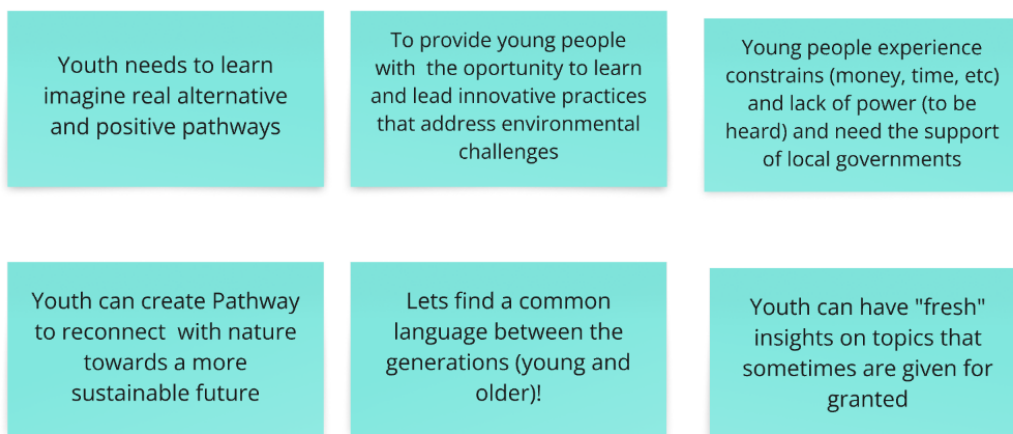 Youth needs to learn
imagine real alternative
and positive pathways
To provide young people
with the oportunity to learn
and lead innovative practices
that address environmental
challenges
Young people experience
constrains (money, time, etc)
and lack of power (to be
heard) and need the support
of local governments
Youth can create Pathway
to reconnect with nature
towards a more
sustainable future
Lets find a common
language between the
generations (young and
older)!
Youth can have "fresh"
insights on topics that
sometimes are given for
granted